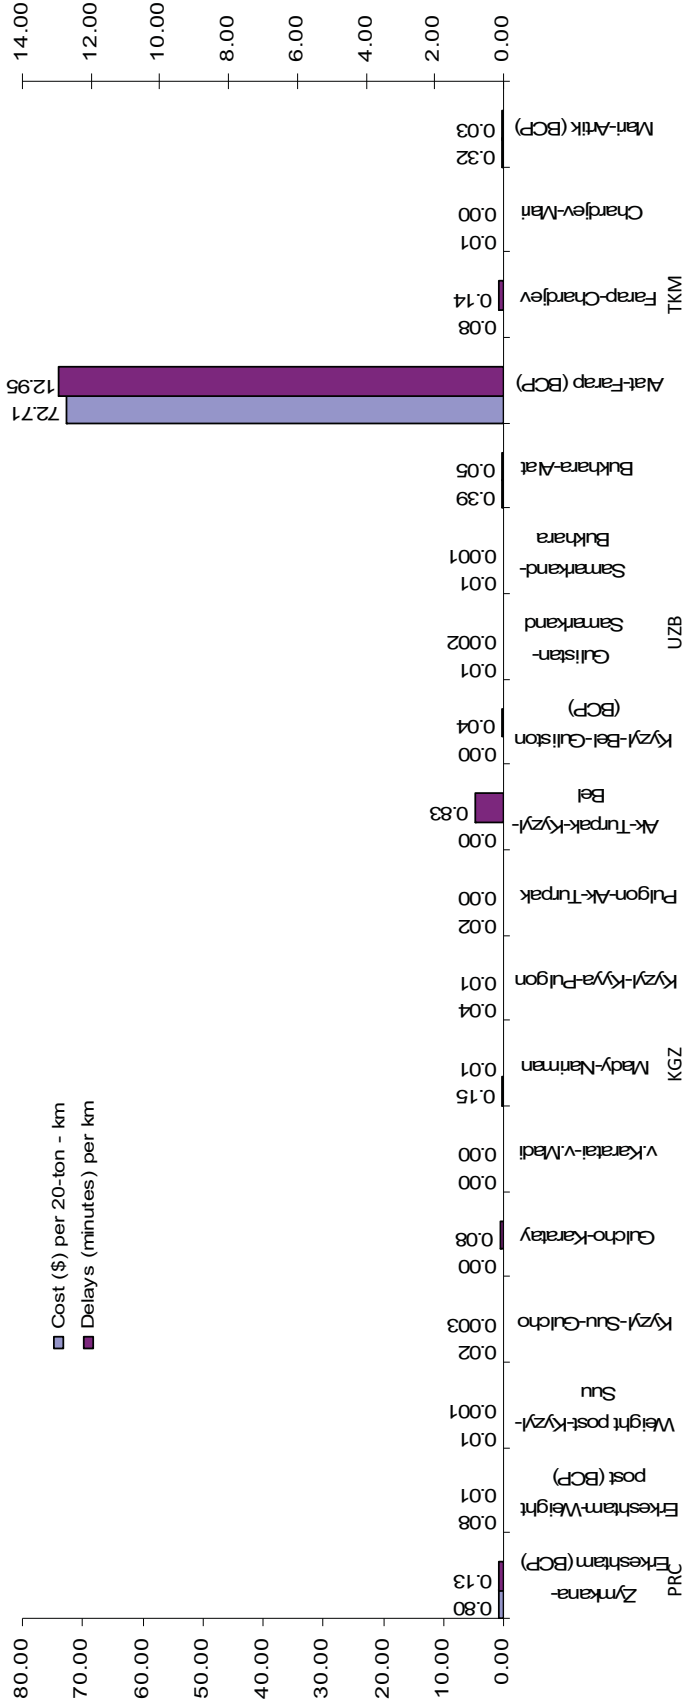 80.00
70.00
60.00
50.00
40.00
30.00
20.00
10.00
0.00
14.00
12.00
10.00
8.00
6.00
4.00
2.00
0.00
Cost ($) per 20-ton - km
Delays (minutes) per km
0.80
0.13
0.08
0.01
0.01
0.001
0.02
0.003
0.00
0.08
0.00
0.00
0.15
0.01
0.04
0.01
0.02
0.00
0.00
0.83
0.00
0.04
0.01
0.002
0.01
0.001
0.39
0.05
72.71
12.95
0.08
0.14
0.01
0.00
0.32
0.03
Zymkana-
Erkeshtam (BCP)
Erkeshtam-Weight
post (BCP)
Weight post-Kyzyl-
Suu
Kyzyl-Suu-Gulcho
Gulcho-Karatay
v.Karatai-v.Madi
Mady-Nariman
Kyzyl-Kyya-Pulgon
Pulgon-Ak-Turpak
Ak-Turpak-Kyzyl-
Bel
Kyzyl-Bel-Guliston
(BCP)
Gulistan-
Samarkand
Samarkand-
Bukhara
Bukhara-Alat
Alat-Farap (BCP)
Farap-Chardjev
Chardjev-Mari
Mari-Artik (BCP)
PRC
KGZ
UZB
TKM